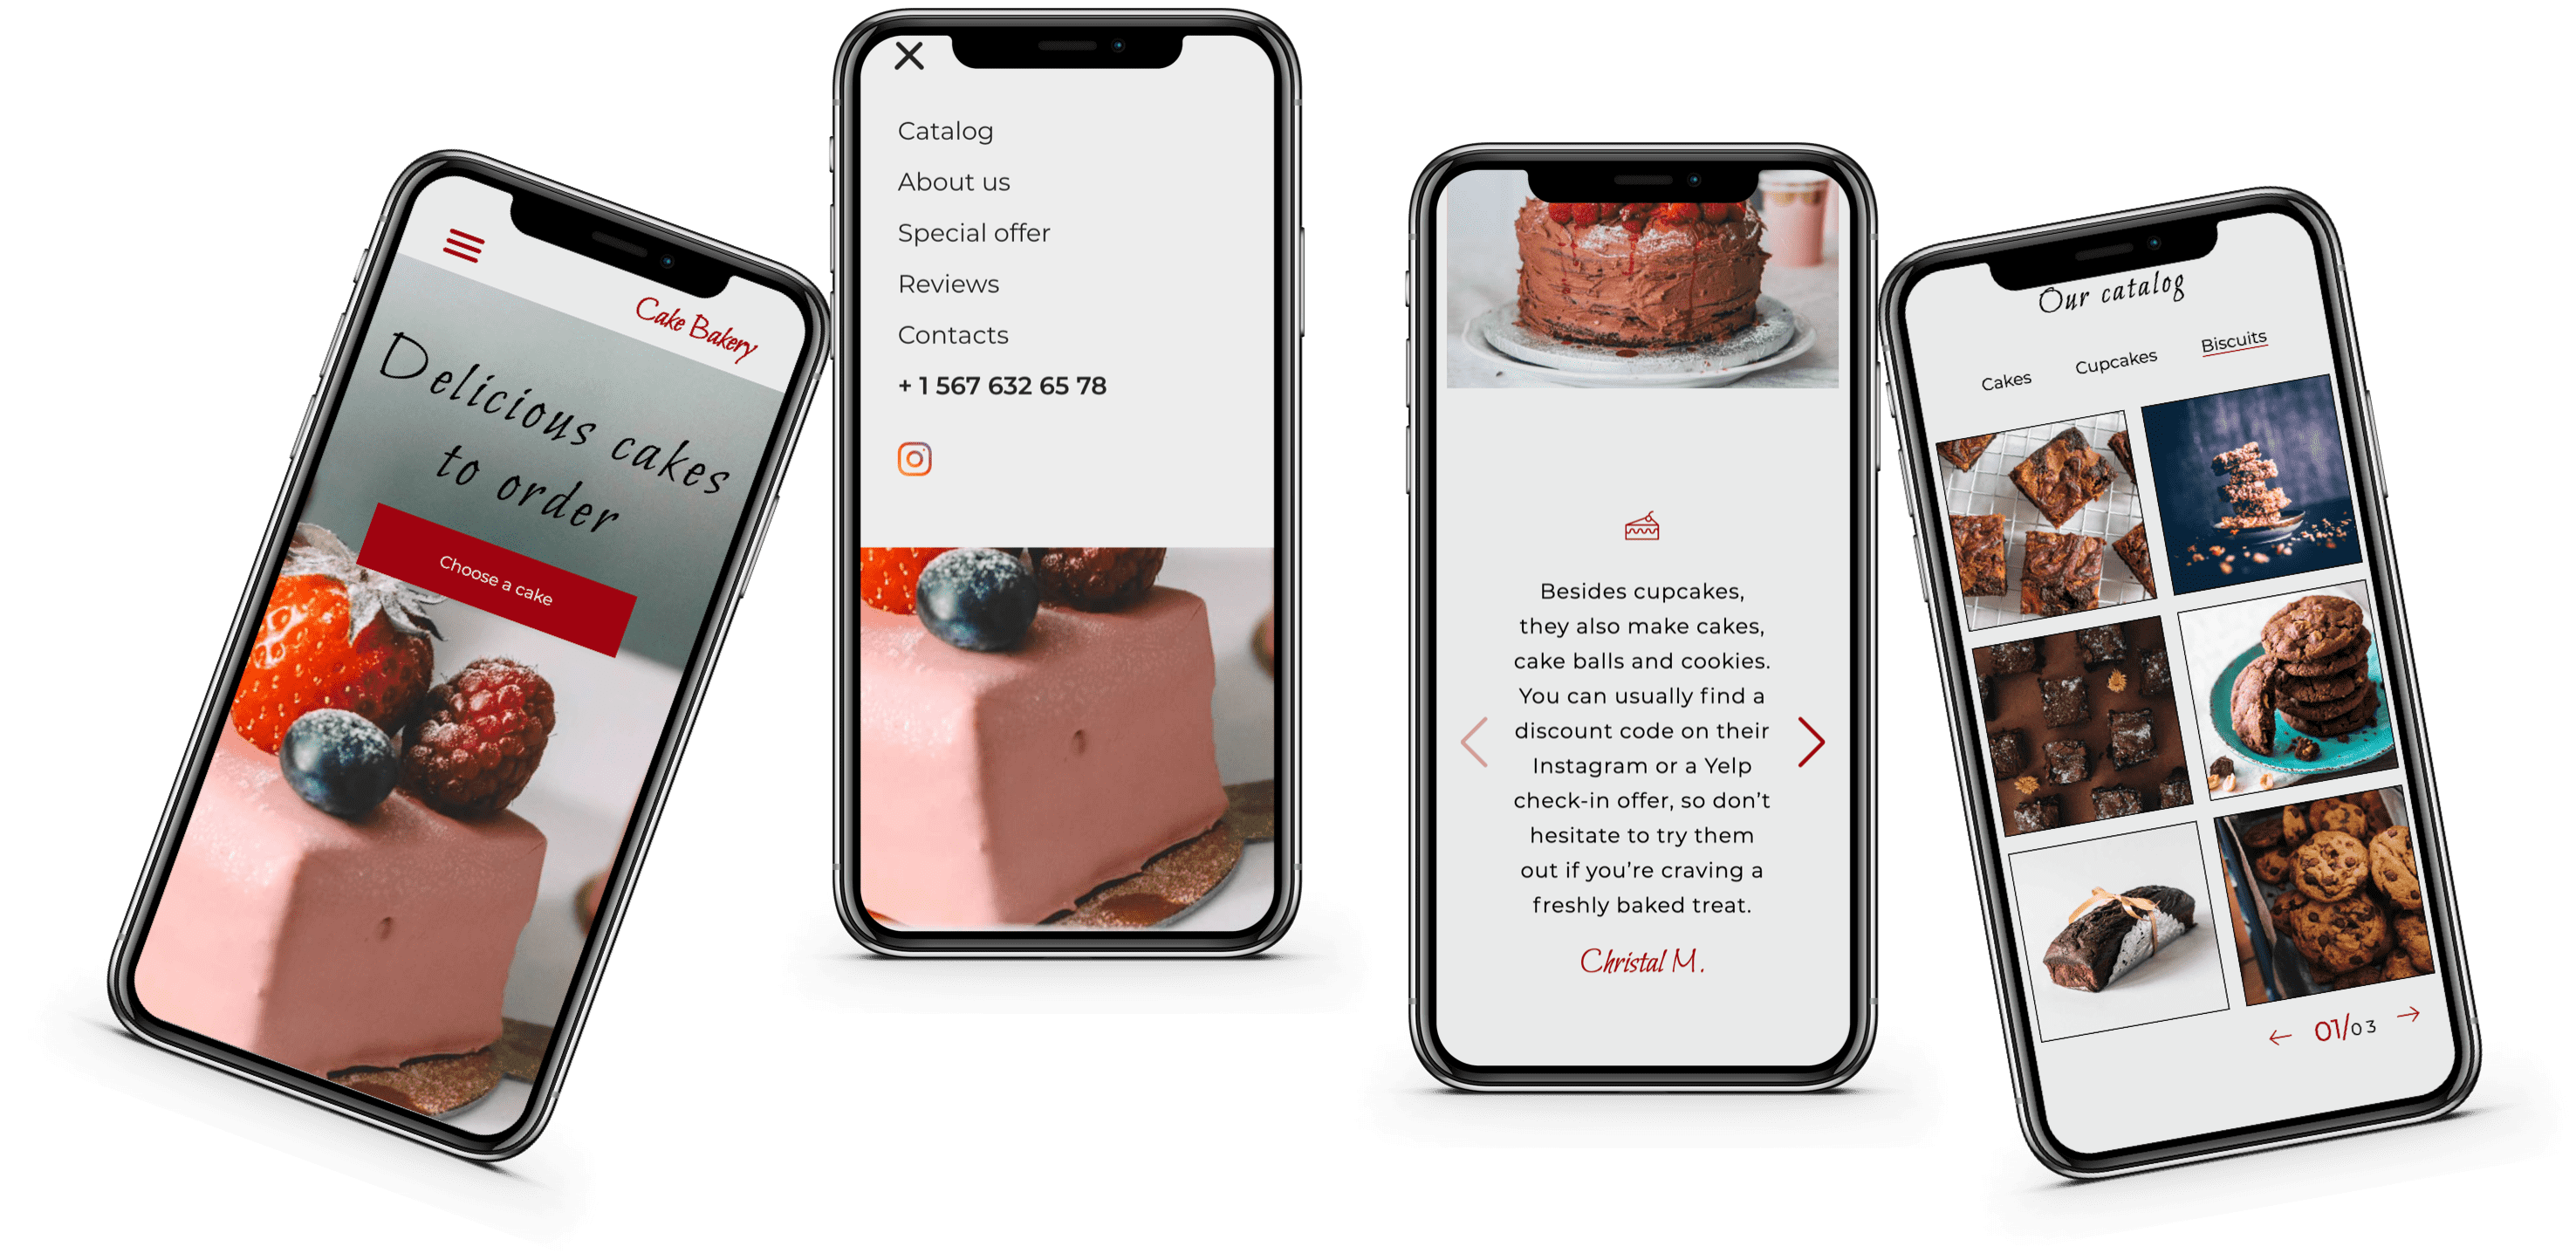 Cake Bakery
Delicious cakes
to order
Choose a cake
Catalog
About us
Special offer
Reviews
Contacts
+ 1 567 632 65 78
Besides cupcakes,
they also make cakes,
cake balls and cookies.
You can usually find a
discount code on their
Instagram or a Yelp
check-in offer, so don’t
hesitate to try them
out if you’re craving a
freshly baked treat.
Christal M.
Our catalog
Cakes Cupcakes Biscuits
01/03